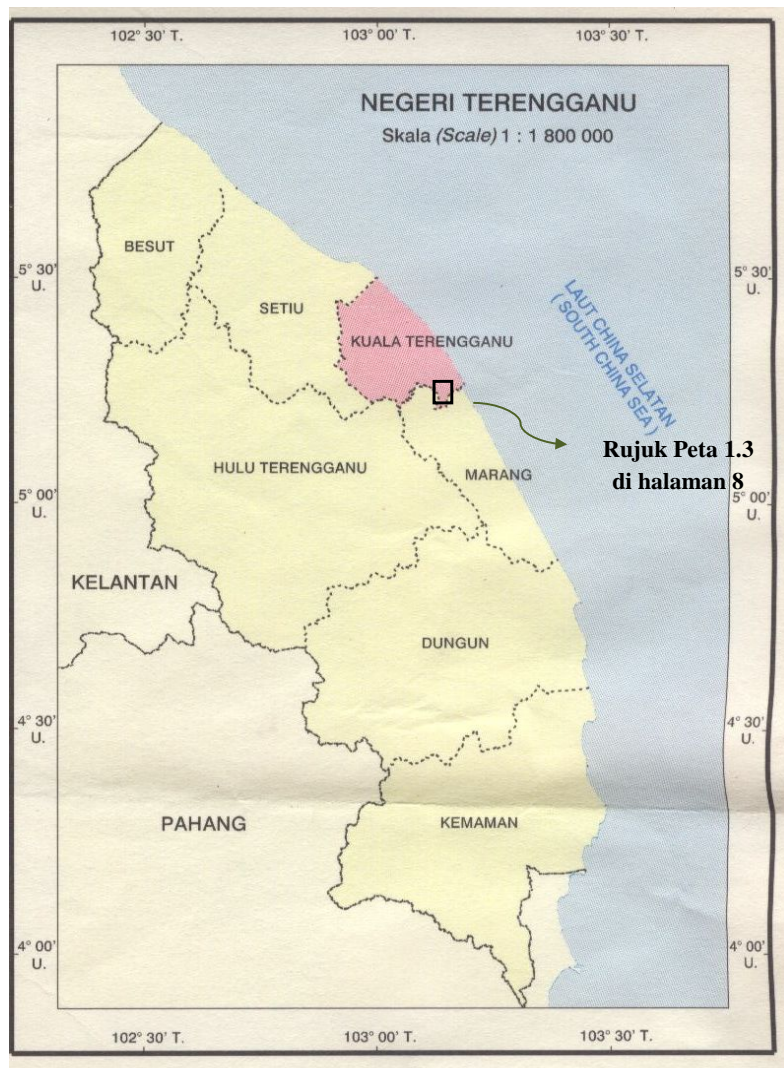 102° 30' T.
103° 00' T.
103° 30' T.
NEGERI TERENGGANU
Skala (Scale) 1 : 1 800 000
BESUT
5° 30'
U.
5° 30'
U.
SETIU
LAUT CHINA SELATAN
( SOUTH CHINA SEA )
KUALA TERENGGANU
Rujuk Peta 1.3
di halaman 8
HULU TERENGGANU
MARANG
5° 00'
U.
5° 00'
U.
KELANTAN
DUNGUN
4° 30'
U.
4° 30'
U.
PAHANG
KEMAMAN
4° 00'
U.
4° 00'
U.
102° 30' T.
103° 00' T.
103° 30' T.